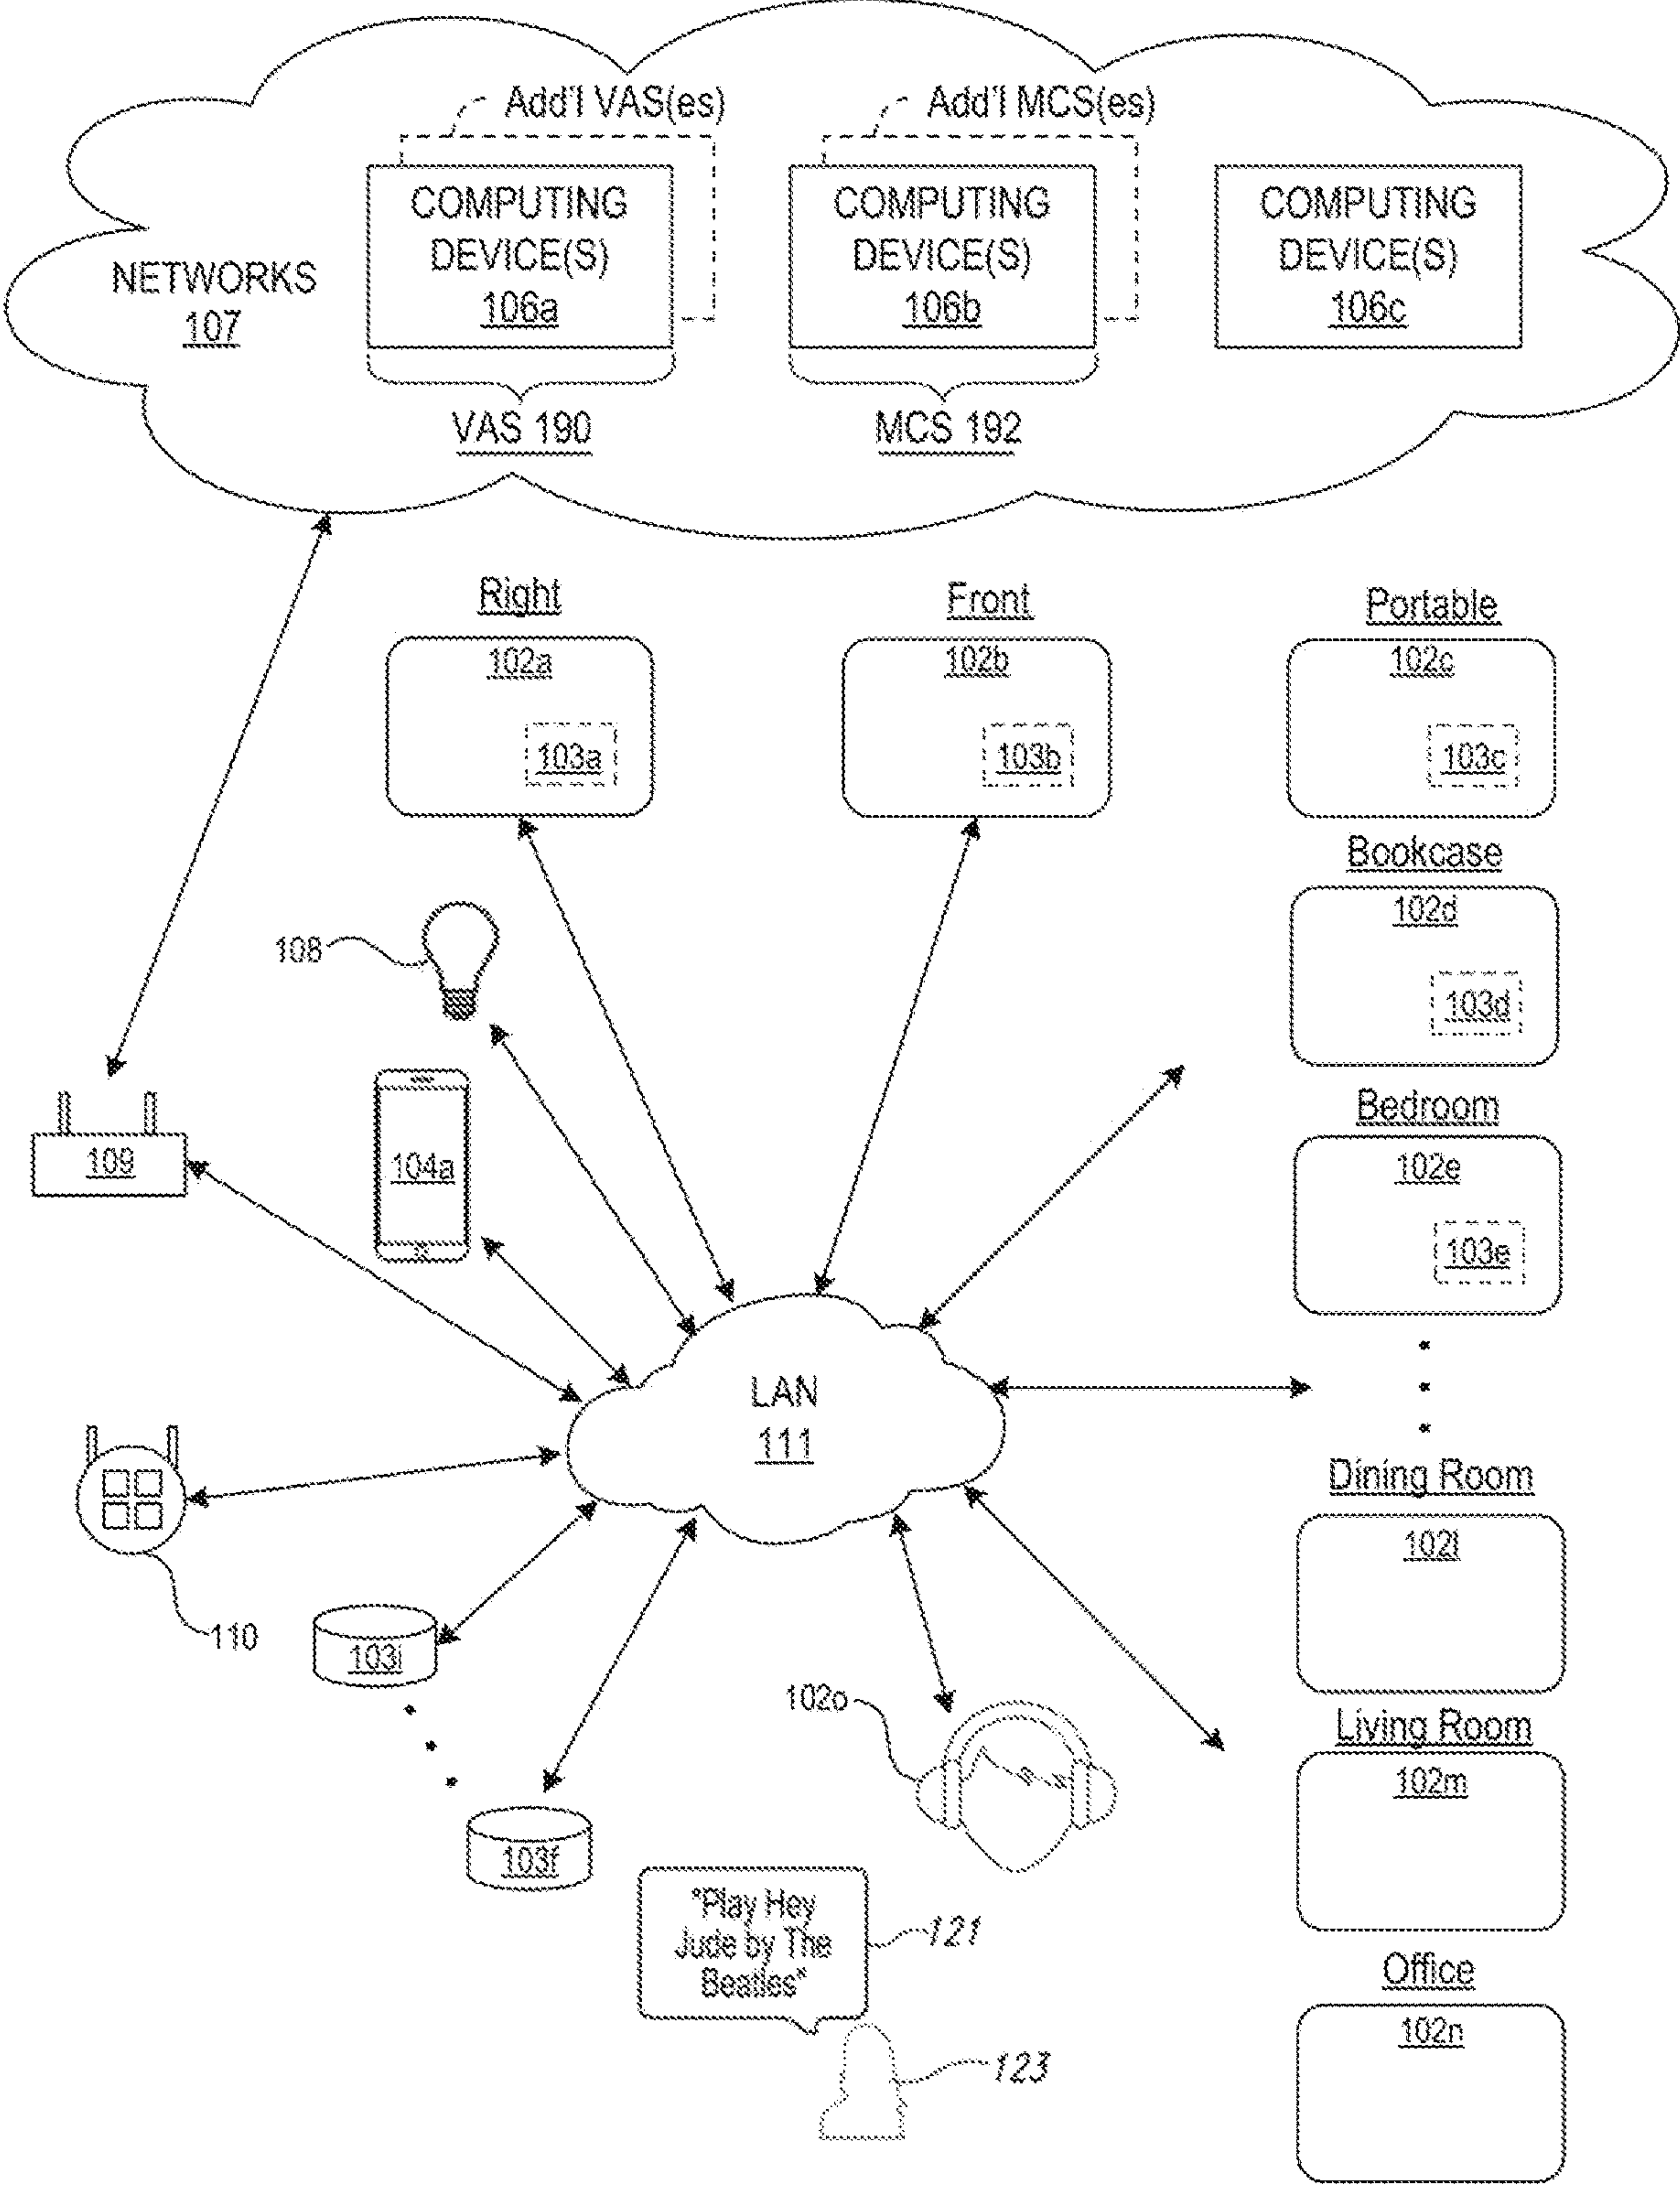 Add'l VAS(es)
Add'l MCS(es)
COMPUTING
DEVICE(S)
106a
COMPUTING
DEVICE(S)
106b
COMPUTING
DEVICE(S)
106c
NETWORKS
107
VAS 190
MCS 192
Right
102a
103a
Front
102b
103b
Portable
102c
103c
Bookcase
102d
103d
Bedroom
102e
103e
108
104a
109
LAN
111
110
103i
103f
102o
Dining Room
102l
Living Room
102m
Office
102n
"Play Hey
Jude by The
Beatles"
121
123